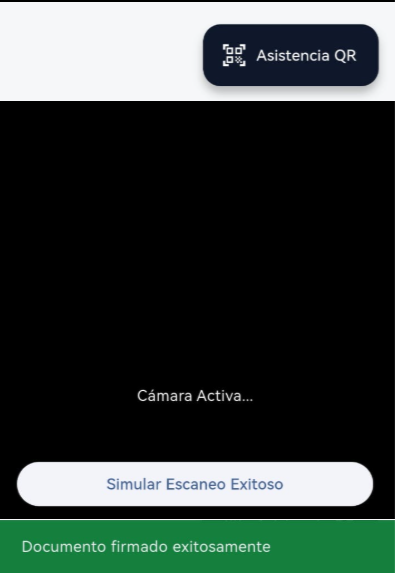 Asistencia QR
Cámara Activa...
Simular Escaneo Exitoso
Documento firmado exitosamente